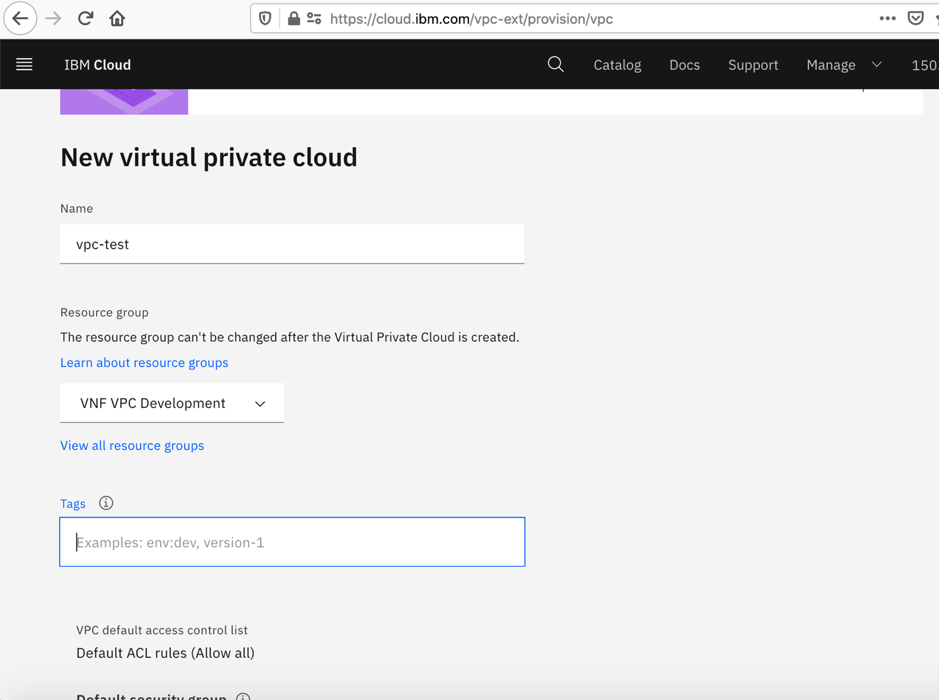 https://cloud.ibm.com/vpc-ext/provision/vpc
IBM Cloud
Catalog
Docs
Support
Manage
150
New virtual private cloud
Name
vpc-test
Resource group
The resource group can't be changed after the Virtual Private Cloud is created.
Learn about resource groups
VNF VPC Development
View all resource groups
Tags
Examples: env:dev, version-1
VPC default access control list
Default ACL rules (Allow all)
Default security group